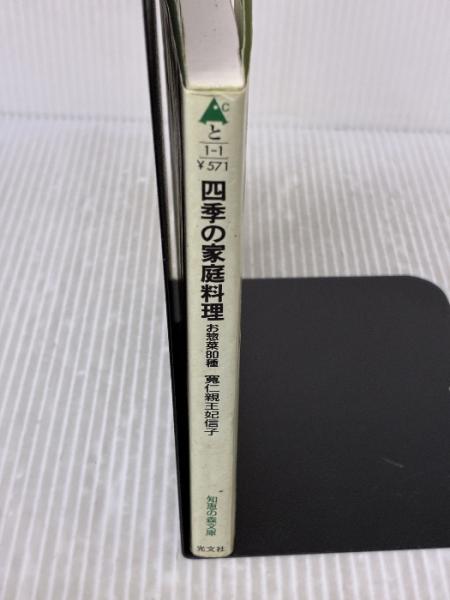 C
と
1-1
¥571
四季の家庭料理
お惣菜80種
寬仁親王妃信子
知恵の森文庫
光文社